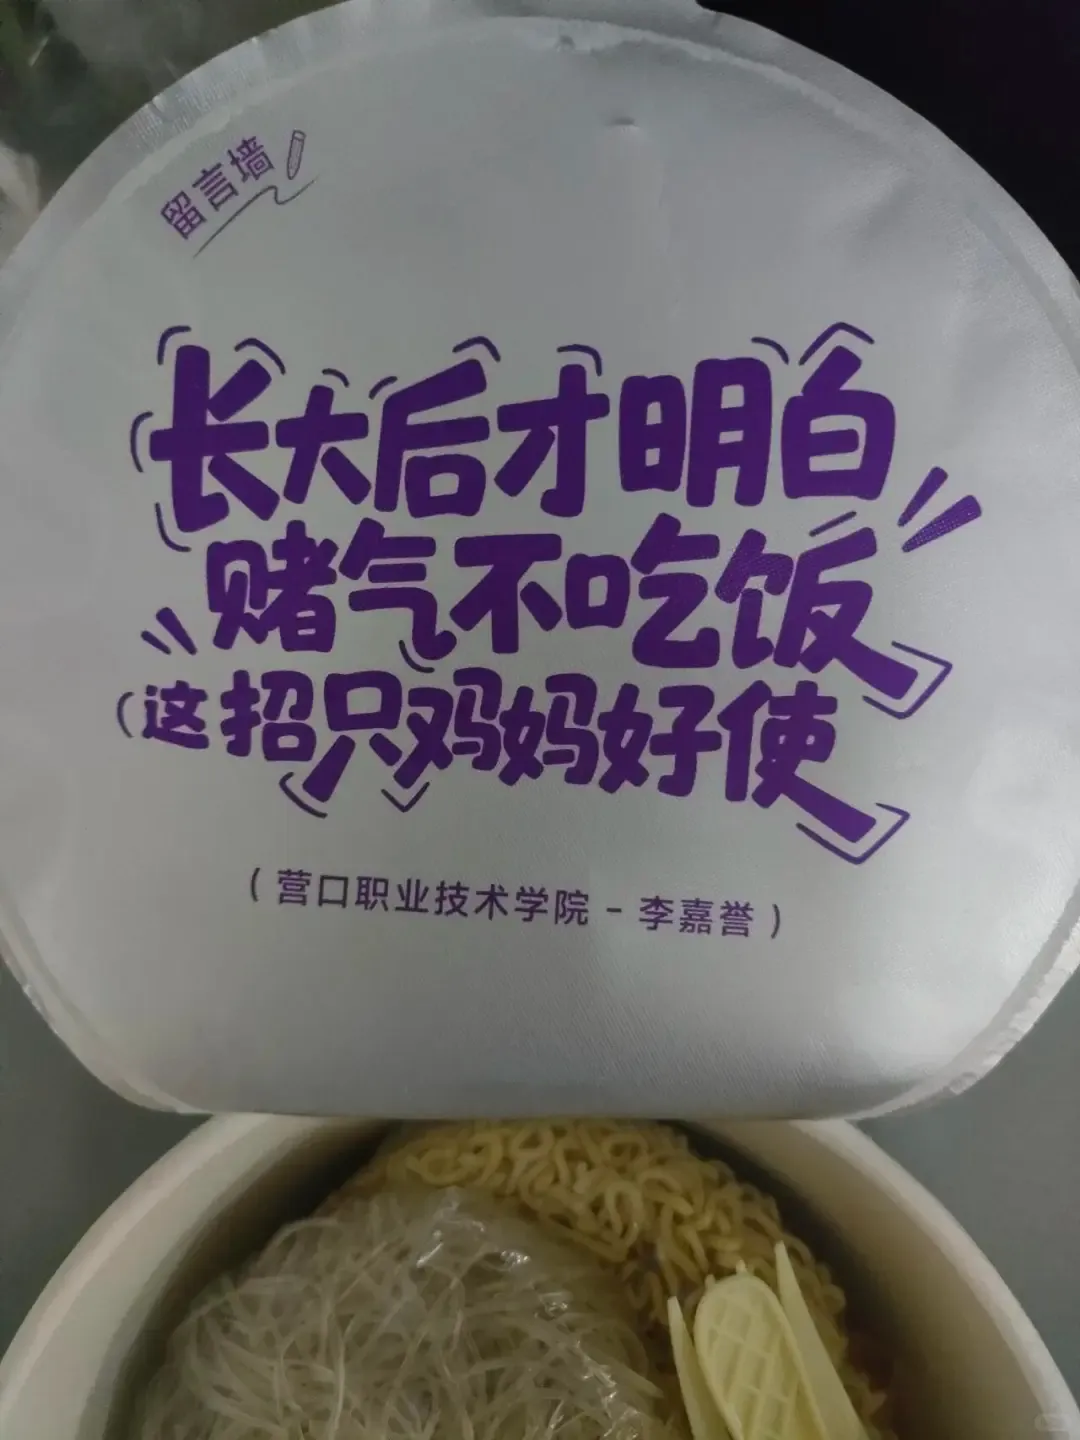 留言墙
长大后才明白
赌气不吃饭
这招只妈妈好使
（营口职业技术学院 - 李嘉誉）